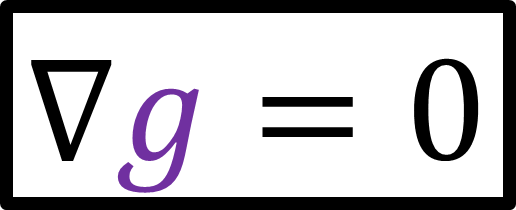 ∇g = 0